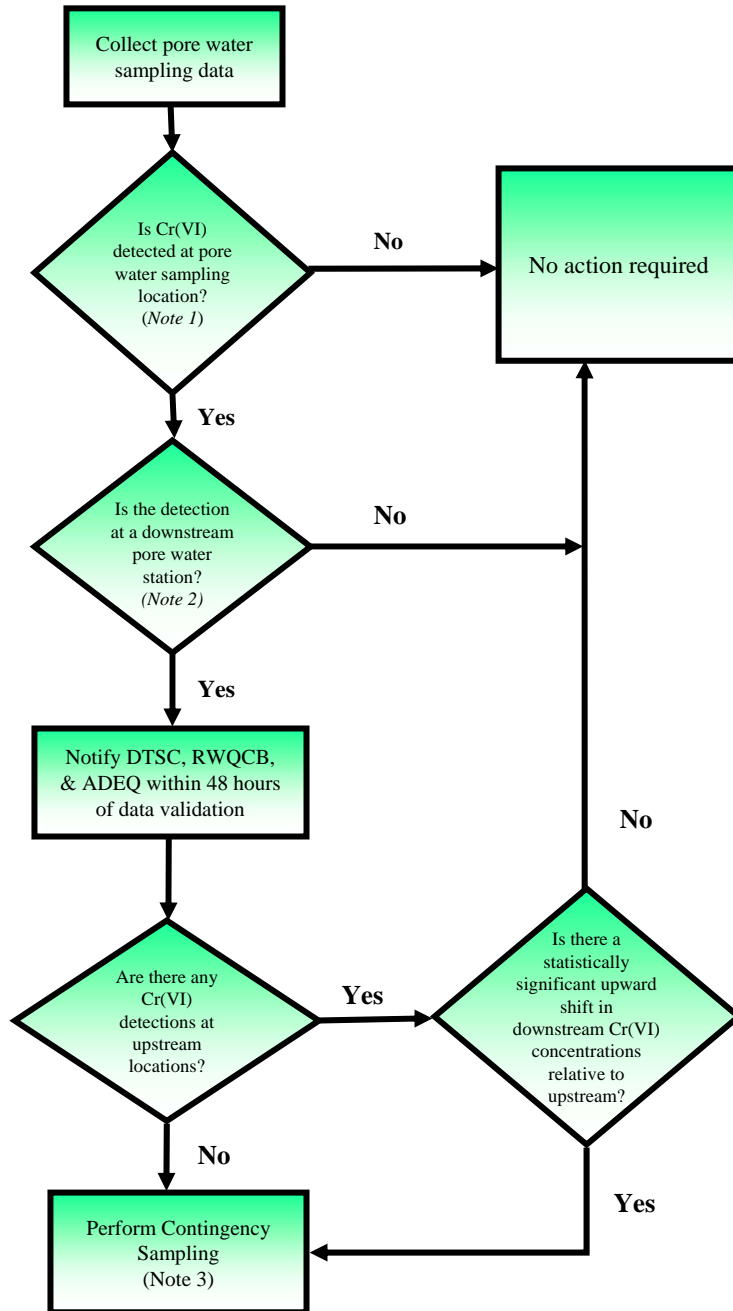 Collect pore water
sampling data
Is Cr(VI)
detected at pore
water sampling
location?
(Note 1)
No
No action required
Yes
Is the detection
at a downstream
pore water
station?
(Note 2)
No
Yes
Notify DTSC, RWQCB,
& ADEQ within 48 hours
of data validation
No
Are there any
Cr(VI)
detections at
upstream
locations?
Yes
Is there a
statistically
significant upward
shift in
downstream Cr(VI)
concentrations
relative to
upstream?
No
Yes
Perform Contingency
Sampling
(Note 3)